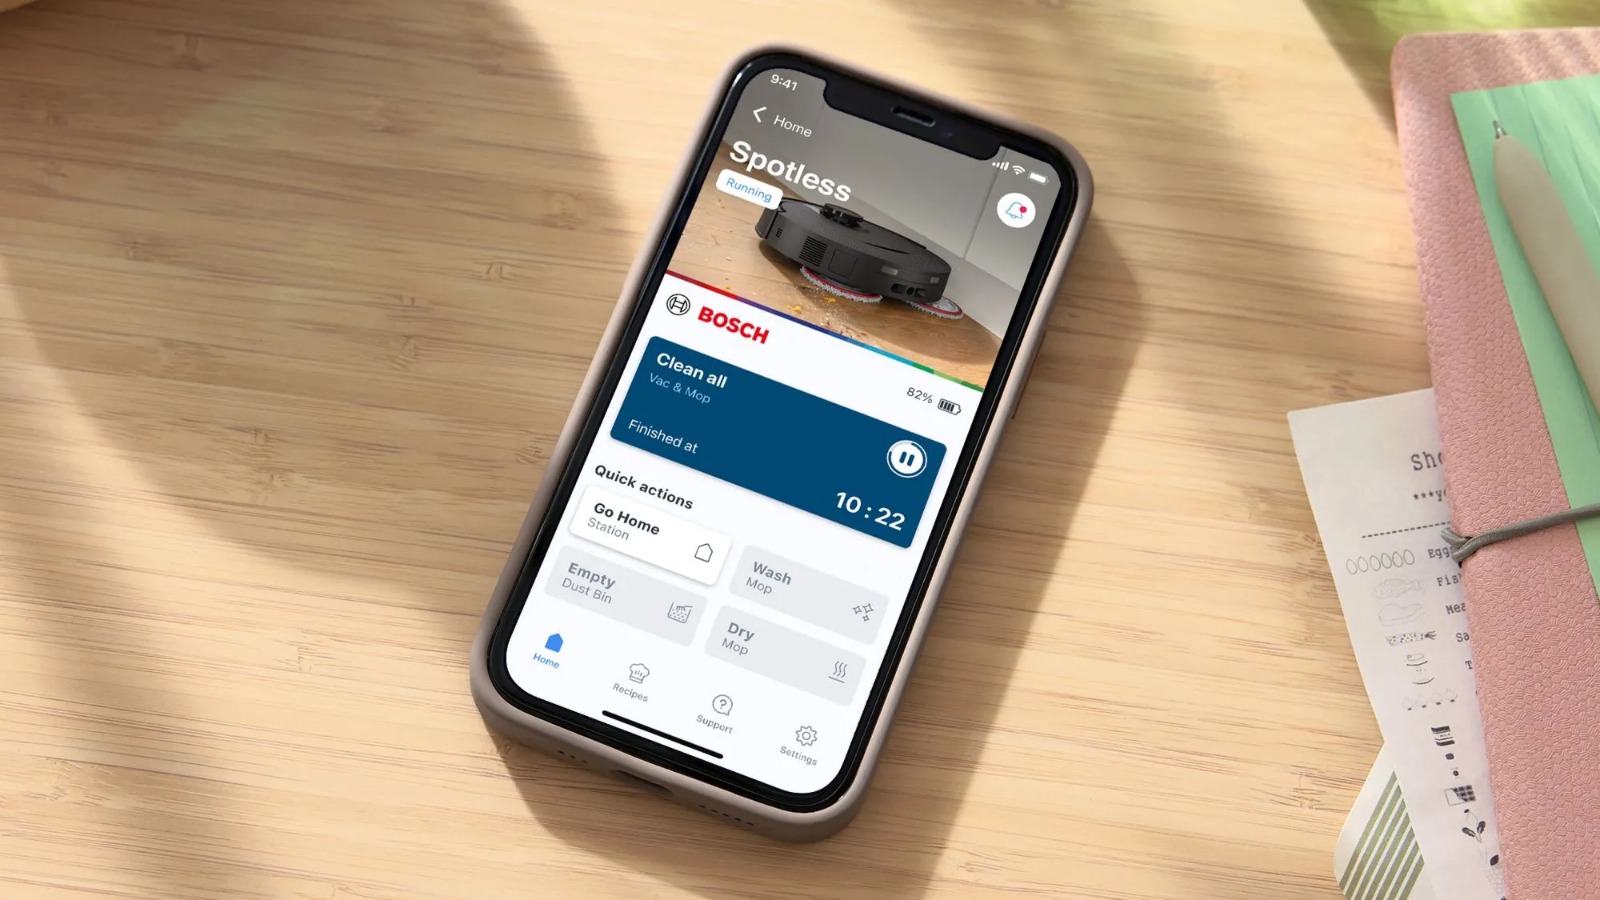 9:41
Home
Spotless
Running
BOSCH
82%
Clean all
Vac & Mop
Finished at
10:22
Quick actions
Go Home
Station
Wash
Mop
Empty
Dust Bin
Dry
Mop
Home
Recipes
Support
Settings